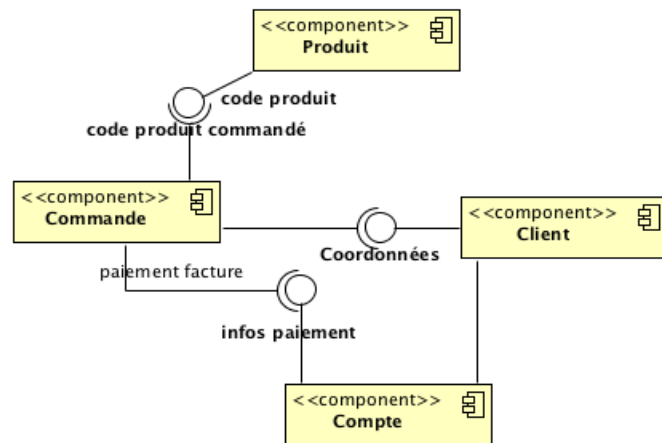 <<component>>
Produit
code produit
code produit commandé
<<component>>
Commande
<<component>>
Client
Coordonnées
paiement facture
infos paiement
<<component>>
Compte